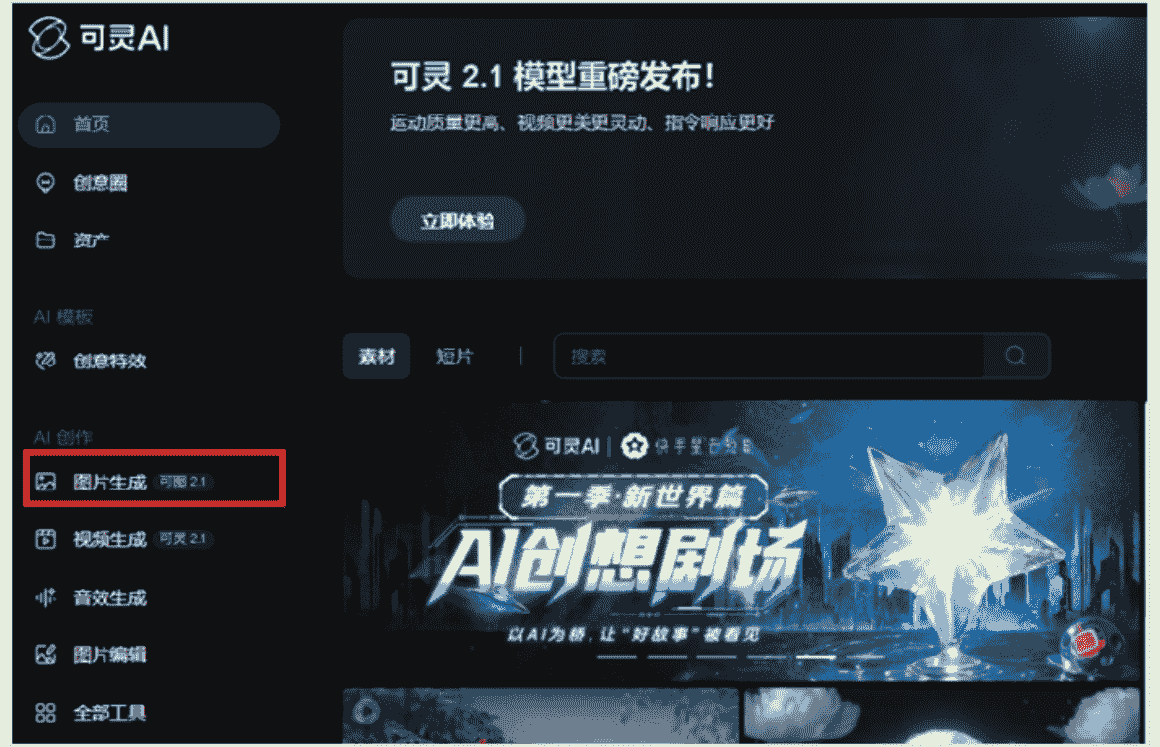 可灵AI
首页
创意圈
资产
AI 模板
创意特效
AI 创作
图片生成 可图 2.1
视频生成 可灵 2.1
音效生成
图片编辑
全部工具
可灵 2.1 模型重磅发布!
运动质量更高、视频更美更灵动、指令响应更好
立即体验
素材 短片 搜索
可灵AI 快手
第一季·新世界篇
AI创想剧场
以AI为桥，让“好故事”被看见